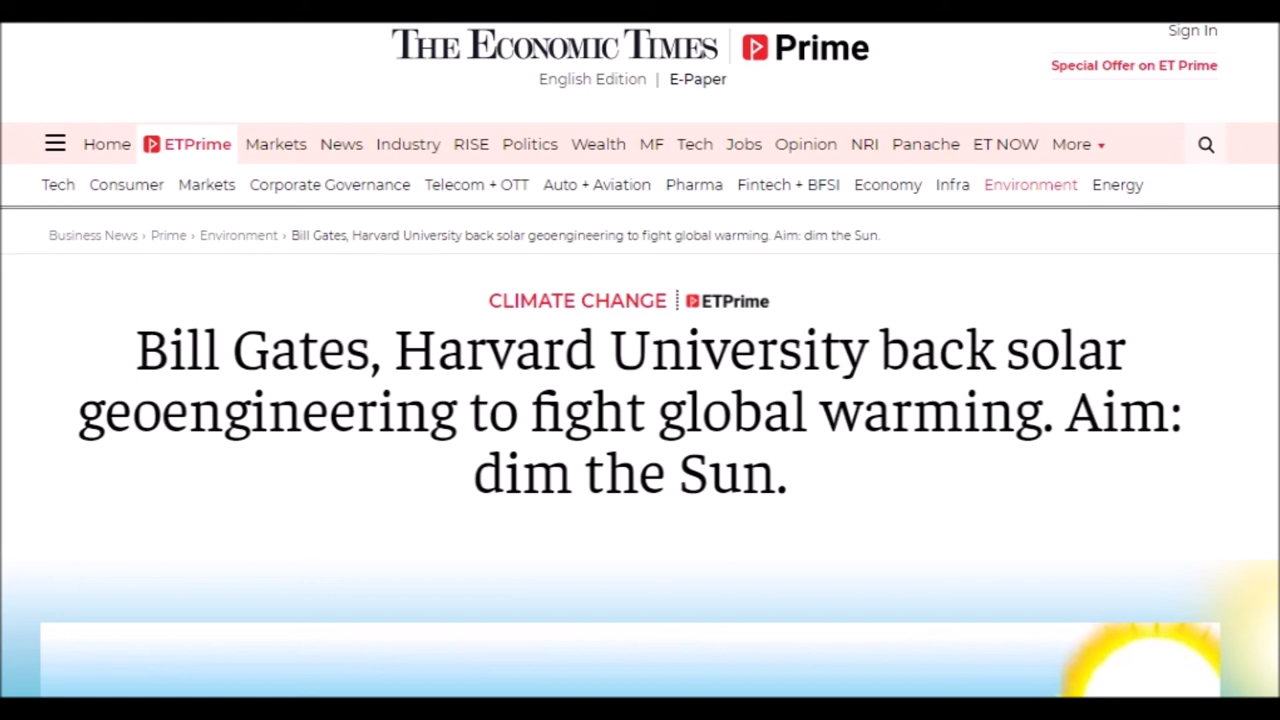 Sign In
THE ECONOMIC TIMES | Prime
Special Offer on ET Prime
English Edition | E-Paper
Home ETPrime Markets News Industry RISE Politics Wealth MF Tech Jobs Opinion NRI Panache ET NOW More
Tech Consumer Markets Corporate Governance Telecom + OTT Auto + Aviation Pharma Fintech + BFSI Economy Infra Environment Energy
Business News › Prime › Environment › Bill Gates, Harvard University back solar geoengineering to fight global warming. Aim: dim the Sun.
CLIMATE CHANGE ETPrime
Bill Gates, Harvard University back solar
geoengineering to fight global warming. Aim:
dim the Sun.